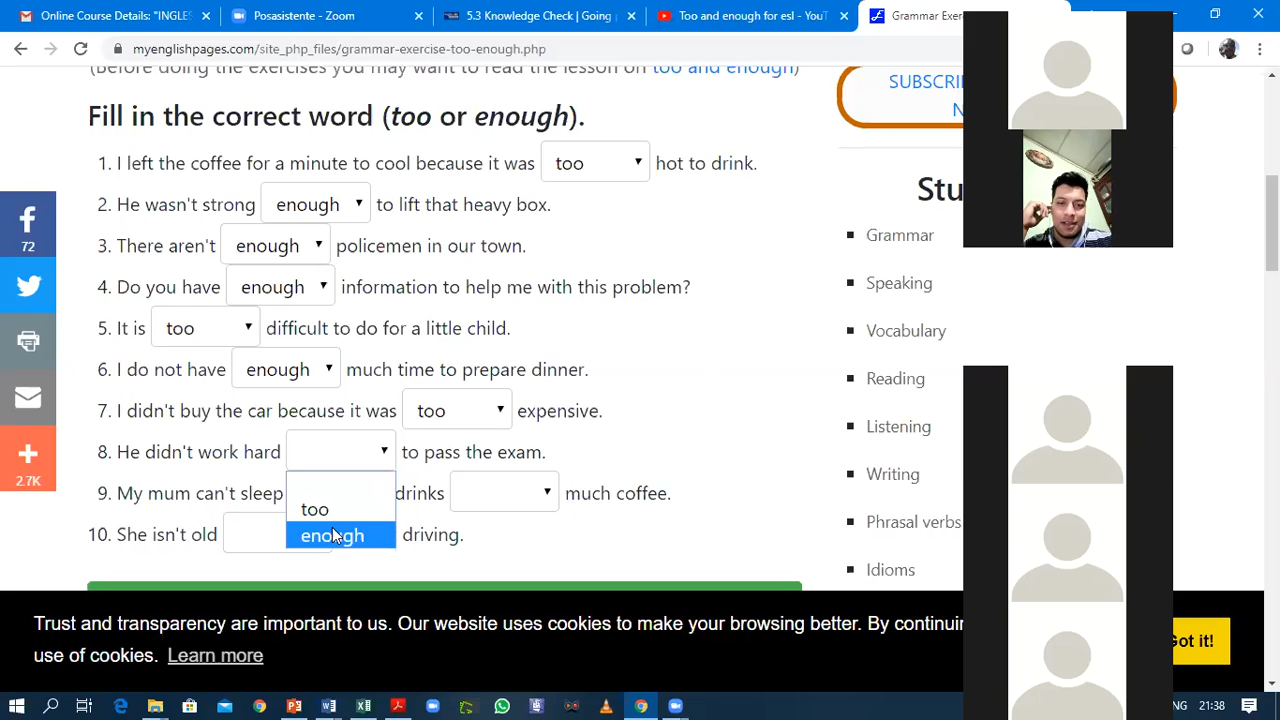 Online Course Details: "INGLES
Posasistente - Zoom
5.3 Knowledge Check | Going
Too and enough for esl - YouT
Grammar Exer
myenglishpages.com/site_php_files/grammar-exercise-too-enough.php
(Before doing the exercises you may want to read the lesson on too and enough)
Fill in the correct word (too or enough).
1. I left the coffee for a minute to cool because it was too hot to drink.
2. He wasn't strong enough to lift that heavy box.
3. There aren't enough policemen in our town.
4. Do you have enough information to help me with this problem?
5. It is too difficult to do for a little child.
6. I do not have enough much time to prepare dinner.
7. I didn't buy the car because it was too expensive.
8. He didn't work hard to pass the exam.
9. My mum can't sleep drinks much coffee.
too
enough
10. She isn't old driving.
72
2.7K
SUBSCRI
N
Stu
Grammar
Speaking
Vocabulary
Reading
Listening
Writing
Phrasal verbs
Idioms
Trust and transparency are important to us. Our website uses cookies to make your browsing better. By continuin
use of cookies. Learn more
Got it!
ENG 21:38